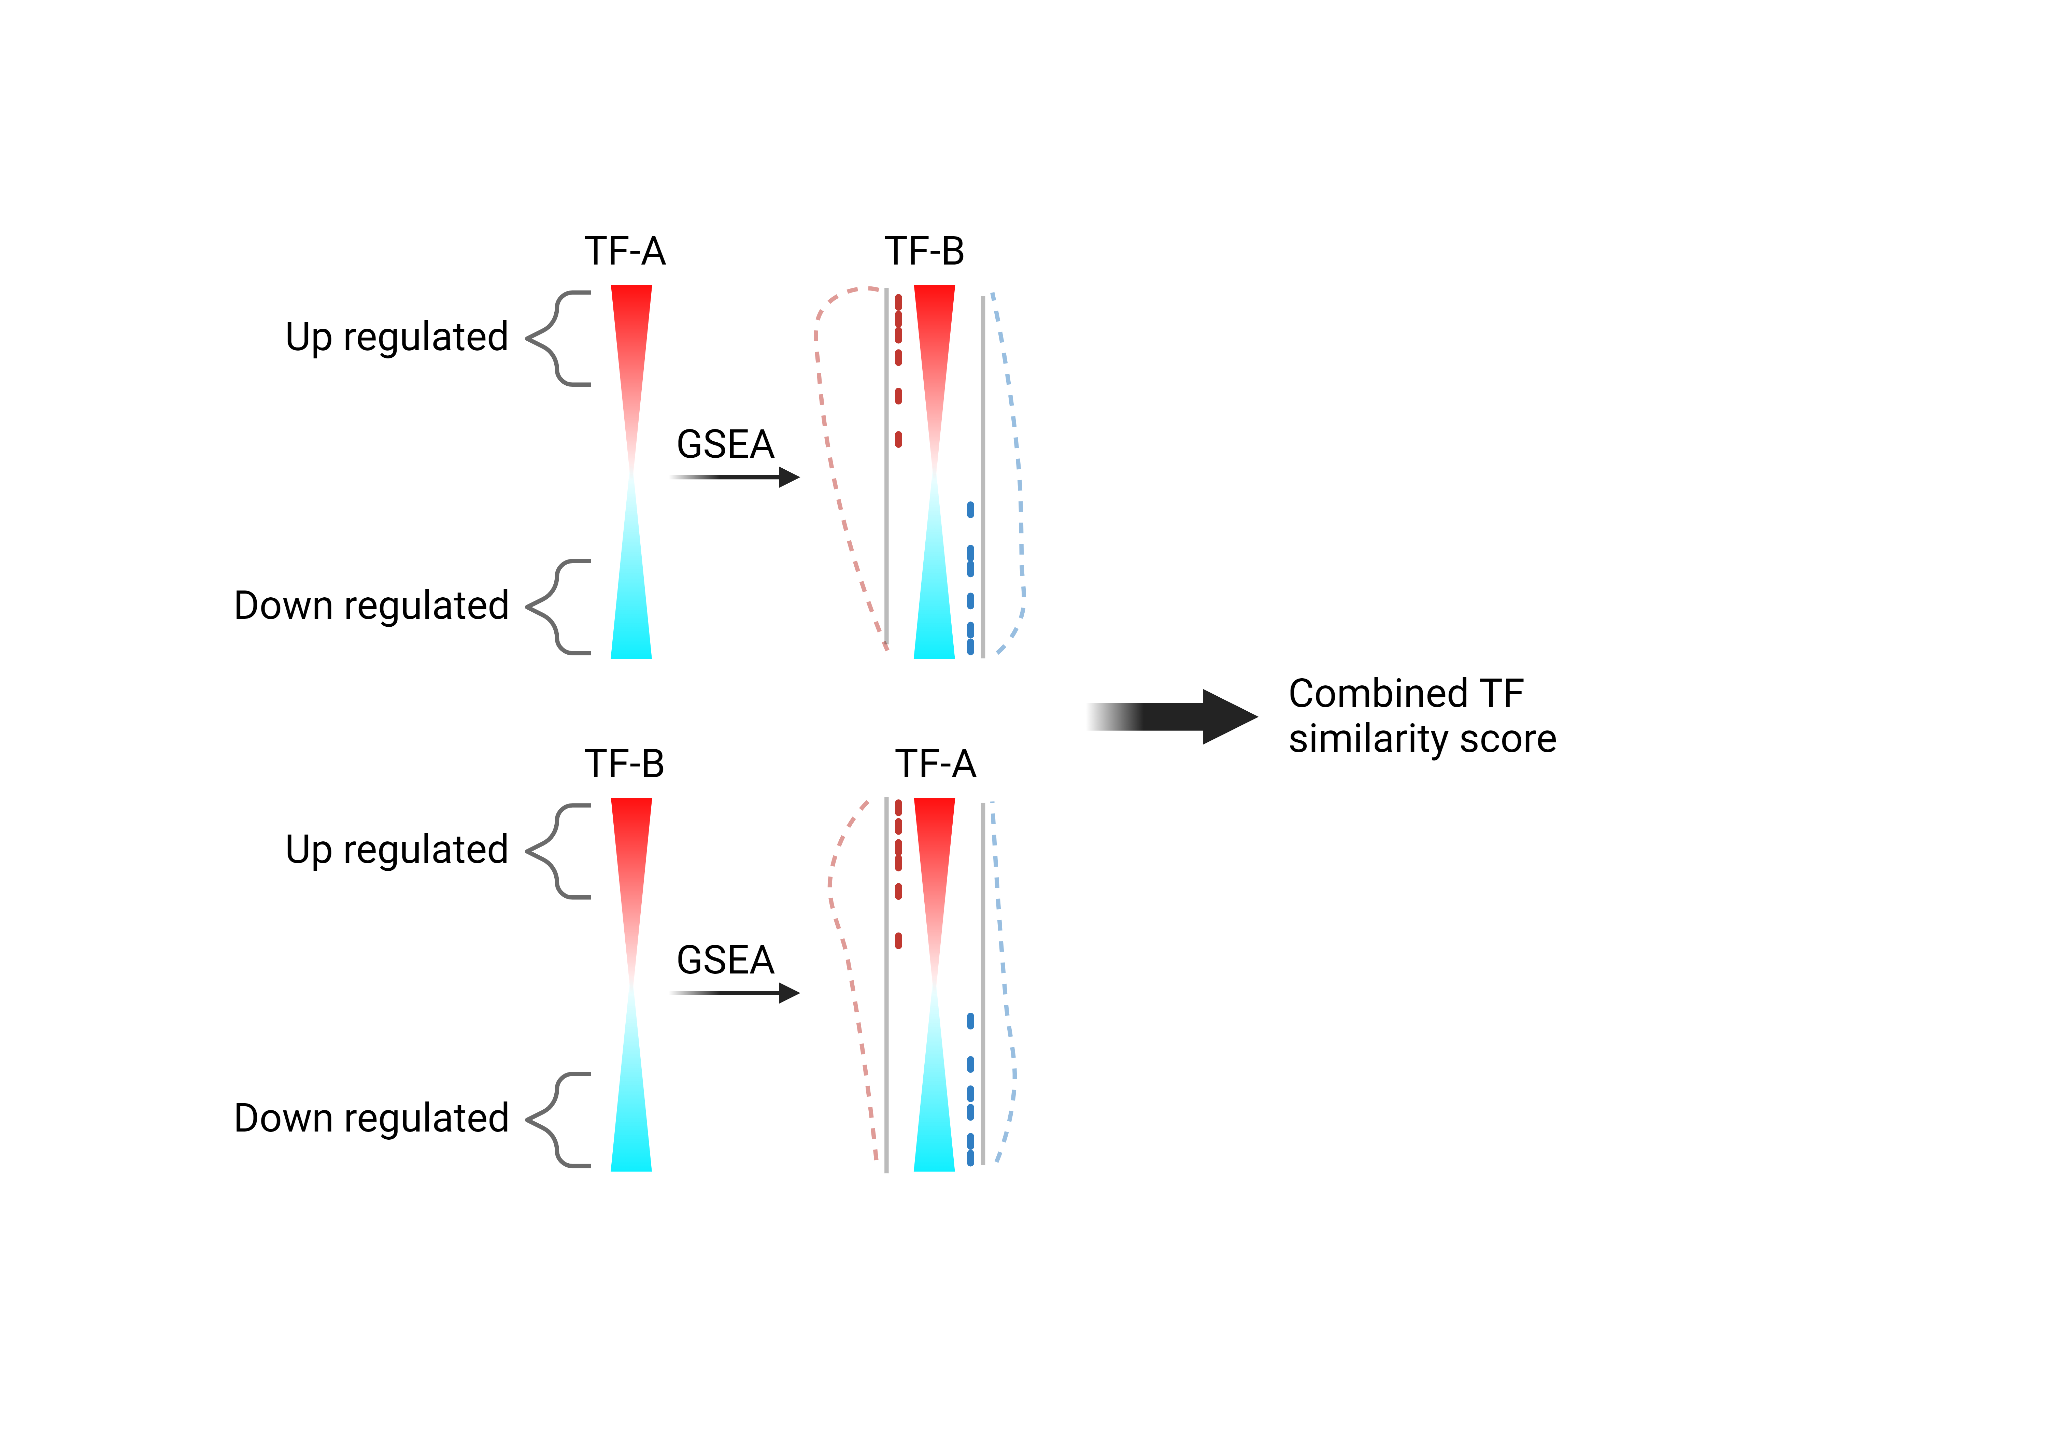 TF-A
TF-B
Up regulated
GSEA
Down regulated
Combined TF
similarity score
TF-B
TF-A
Up regulated
GSEA
Down regulated